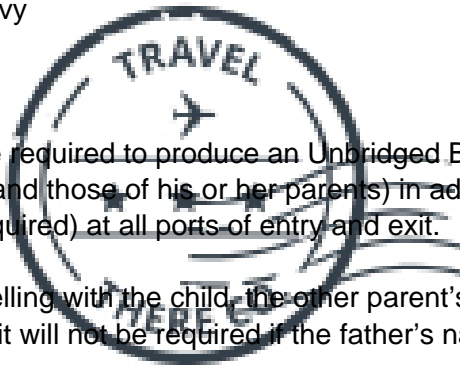 vy
TRAVEL
e required to produce an Unbridged B
and those of his or her parents) in ad
quired) at all ports of entry and exit.
elling with the child, the other parent's
THERE
it will not be required if the father's na